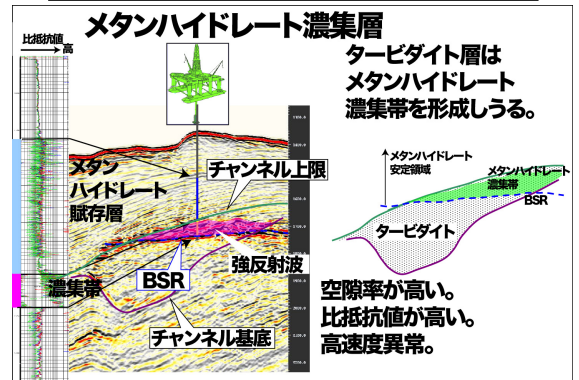 メタンハイドレート濃集層
比抵抗値
高
タービダイト層は
メタンハイドレート
濃集帯を形成しうる。
メタン
ハイドレート
賦存層
チャンネル上限
強反射波
BSR
濃集帯
チャンネル基底
メタンハイドレート
安定領域
メタンハイドレート
濃集帯
BSR
タービダイト
空隙率が高い。
比抵抗値が高い。
高速度異常。